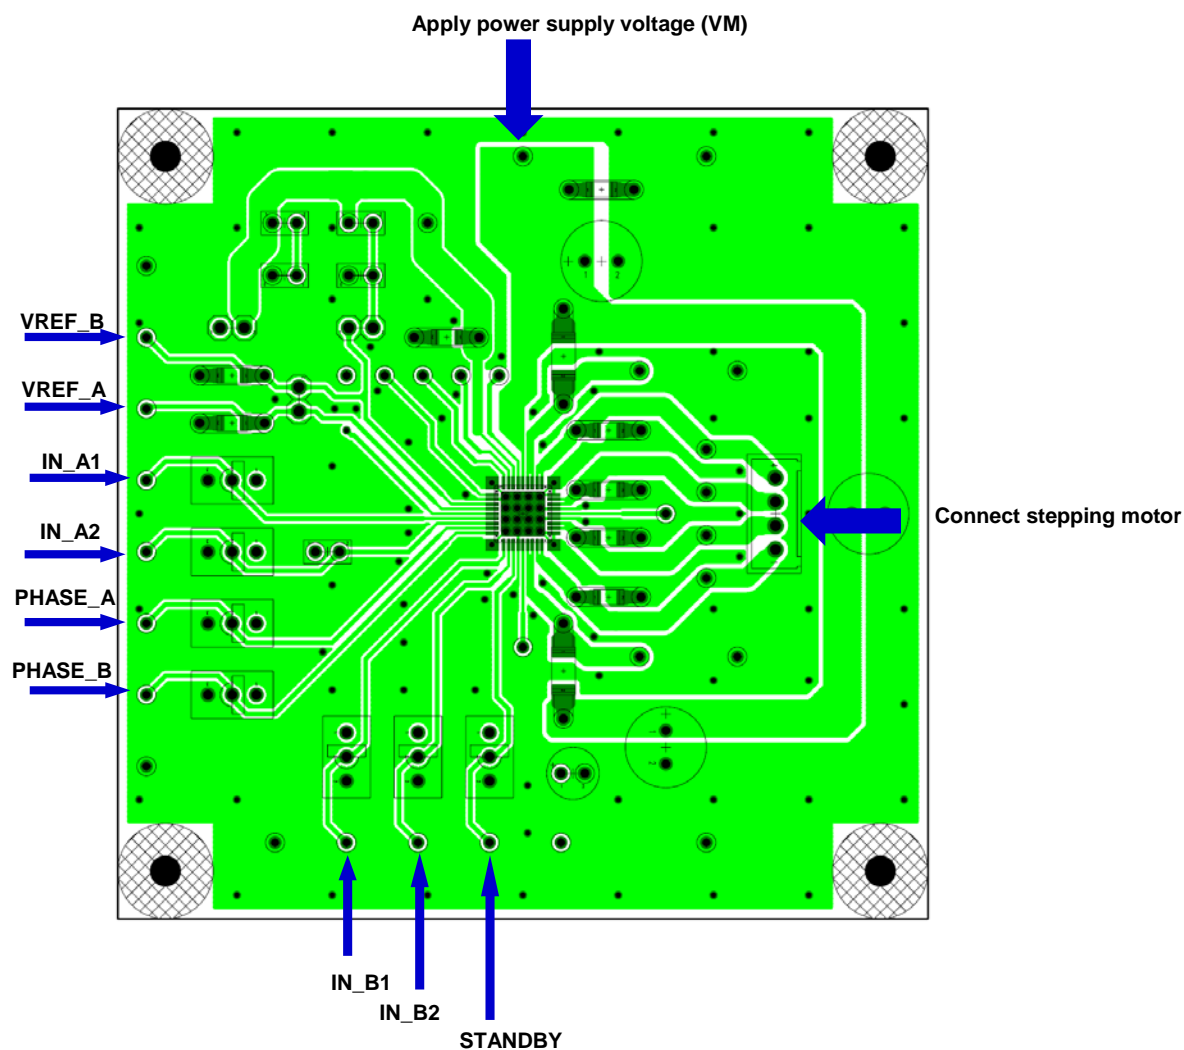 Apply power supply voltage (VM)
VREF_B
VREF_A
IN_A1
IN_A2
Connect stepping motor
PHASE_A
PHASE_B
IN_B1
IN_B2
STANDBY